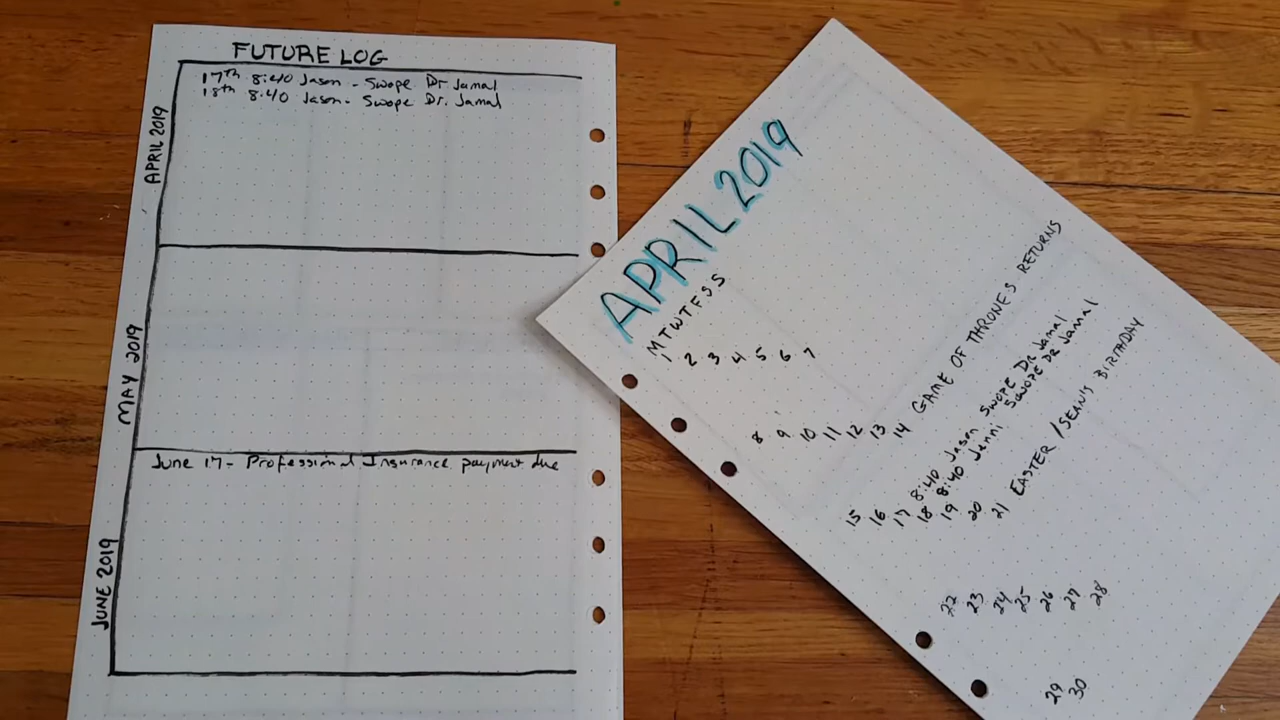 FUTURE LOG
APRIL 2019
17th 8:40 Jason - Swope Dr Jamal
18th 8:40 Jason - Swope Dr. Jamal
MAY 2019
JUNE 2019
June 17 - Professional Insurance payment due
APRIL 2019
M T W T F S S
1 2 3 4 5 6 7
8 9 10 11 12 13 14 GAME OF THRONES RETURNS
15 16 17 8:40 Jason Swope Dr Jamal
18 8:40 Jenni Swope Dr Jamal
19 20 21 EASTER / SEAN'S BIRTHDAY
22 23 24 25 26 27 28
29 30